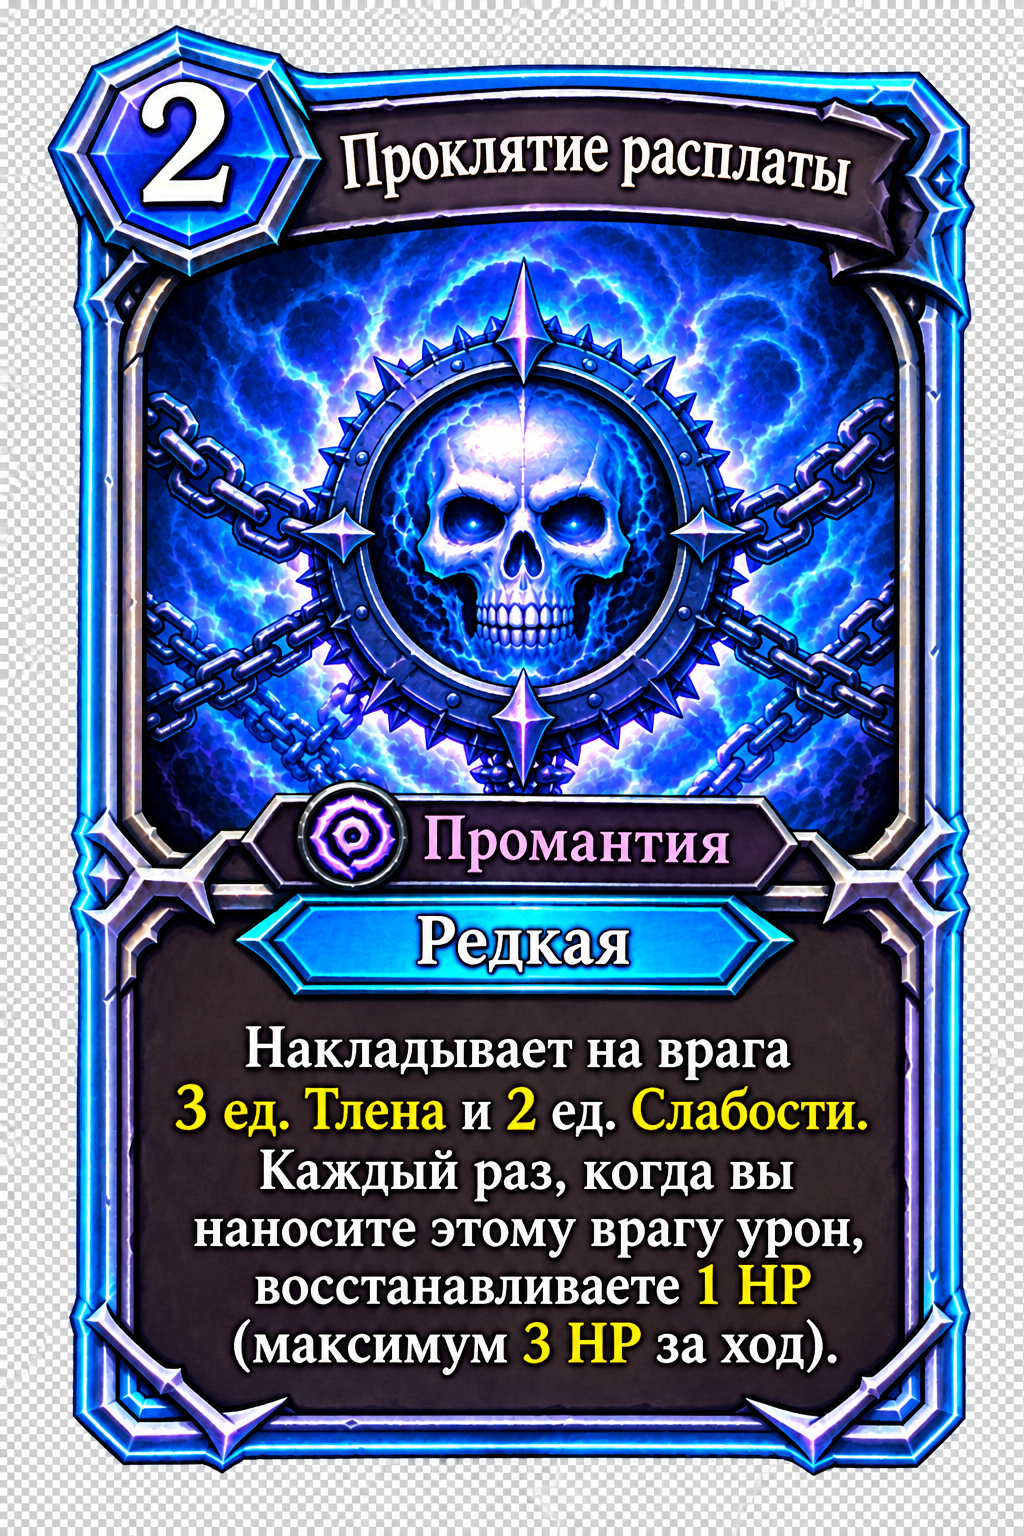 2
Проклятие расплаты
Промантия
Редкая
Накладывает на врага
3 ед. Тлена и 2 ед. Слабости.
Каждый раз, когда вы
наносите этому врагу урон,
восстанавливаете 1 HP
(максимум 3 HP за ход).